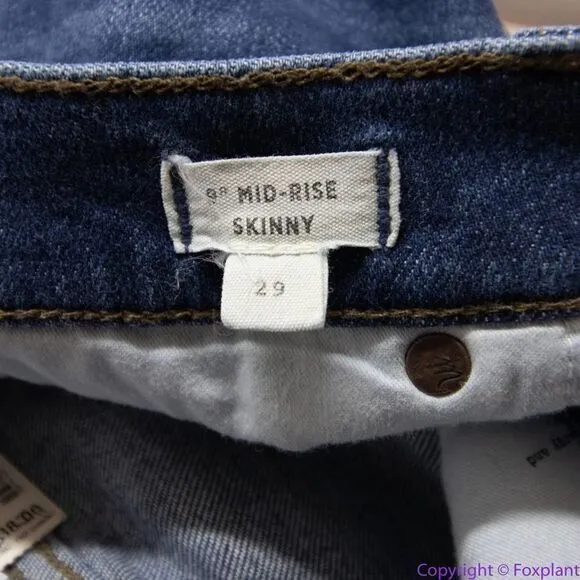 9" MID-RISE
SKINNY
29
Copyright © Foxplant